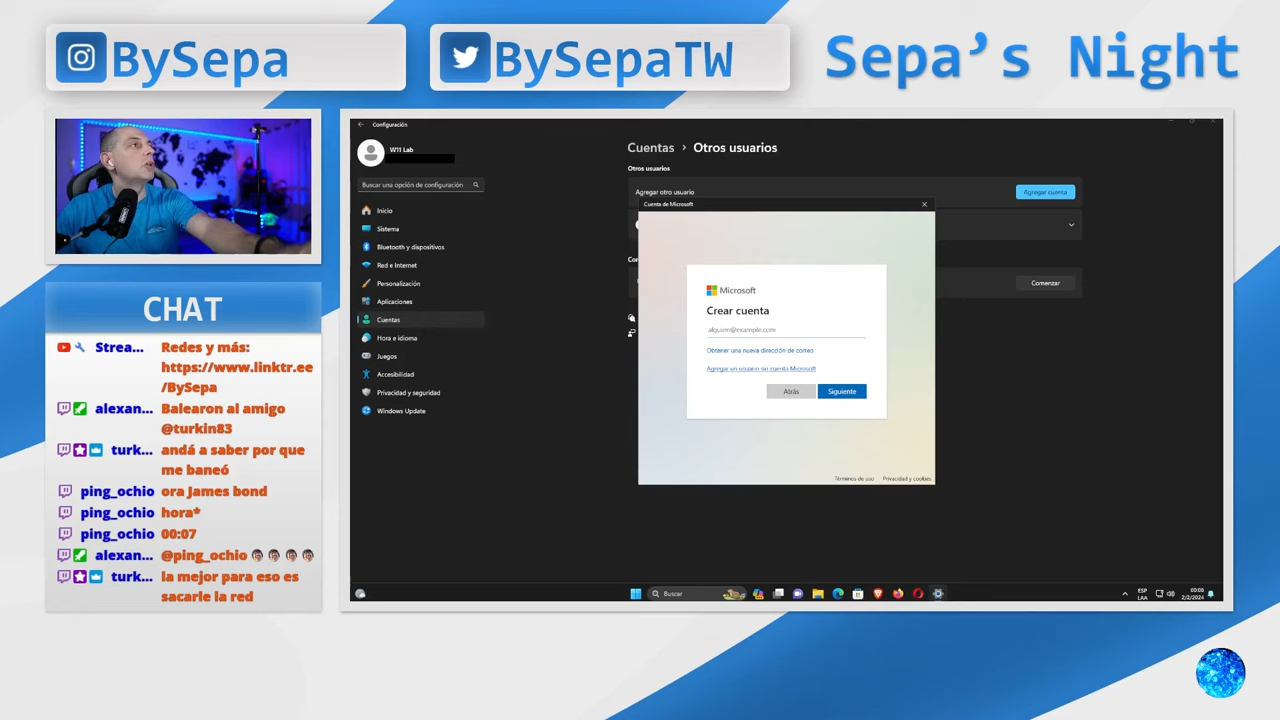 BySepa
BySepaTW
Sepa's Night
CHAT
Strea... Redes y más:
https://www.linktr.ee
/BySepa
alexan... Balearon al amigo
@turkin83
turk... andá a saber por que
me baneó
ping_ochio ora James bond
ping_ochio hora*
ping_ochio 00:07
alexan... @ping_ochio
turk... la mejor para eso es
sacarle la red
Configuración
W11 Lab
Buscar una opción de configuración
Inicio
Sistema
Bluetooth y dispositivos
Red e Internet
Personalización
Aplicaciones
Cuentas
Hora e idioma
Juegos
Accesibilidad
Privacidad y seguridad
Windows Update
Cuentas > Otros usuarios
Otros usuarios
Agregar otro usuario
Agregar cuenta
Cuenta de Microsoft
Comenzar
Microsoft
Crear cuenta
alguien@example.com
Obtener una nueva dirección de correo
Agregar un usuario sin cuenta Microsoft
Atrás
Siguiente
Términos de uso
Privacidad y cookies
Buscar
ESP
LAA
2/2/2024